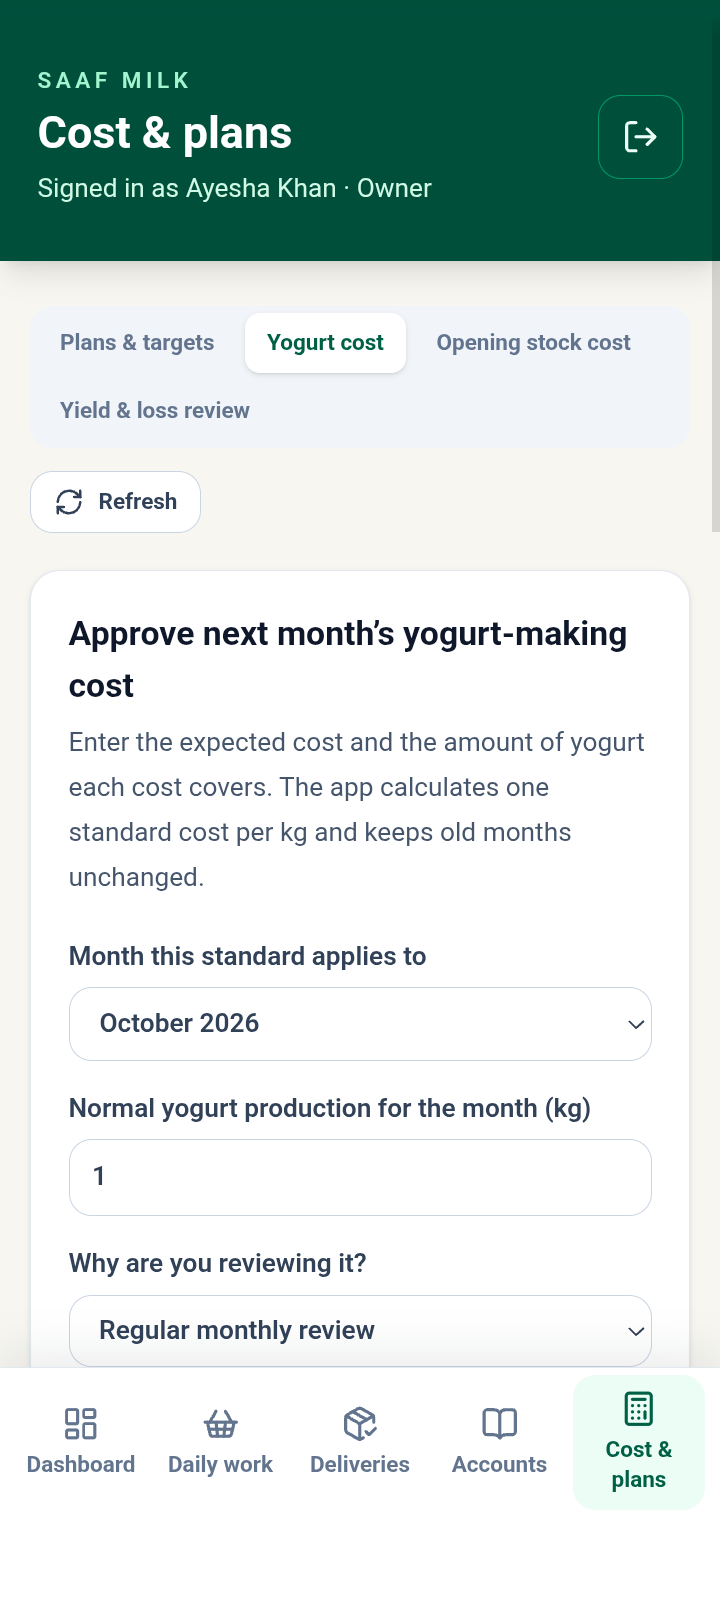 SAAF MILK
Cost & plans
Signed in as Ayesha Khan · Owner
Plans & targets
Yogurt cost
Opening stock cost
Yield & loss review
Refresh
Approve next month’s yogurt-making
cost
Enter the expected cost and the amount of yogurt
each cost covers. The app calculates one
standard cost per kg and keeps old months
unchanged.
Month this standard applies to
October 2026
Normal yogurt production for the month (kg)
1
Why are you reviewing it?
Regular monthly review
Dashboard
Daily work
Deliveries
Accounts
Cost &
plans